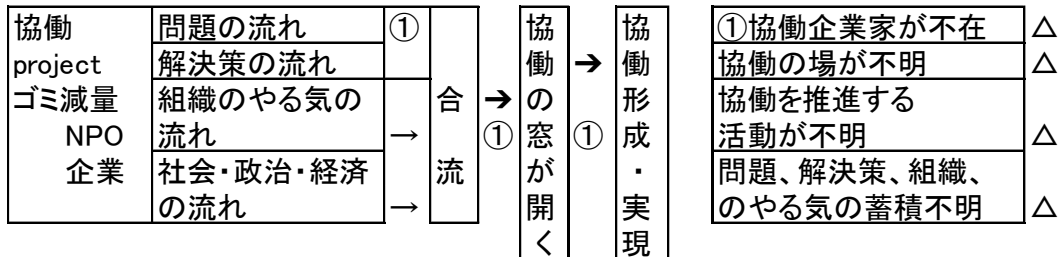 協働 問題の流れ ① 協 協 ①協働企業家が不在 △
project 解決策の流れ 働 ➔ 働 協働の場が不明 △
ゴミ減量 組織のやる気の 合 ➔ の 形 協働を推進する
NPO 流れ → ① 窓 ① 成 活動が不明 △
企業 社会・政治・経済 流 が ・ 問題、解決策、組織、
の流れ → 開 実 のやる気の蓄積不明 △
く 現